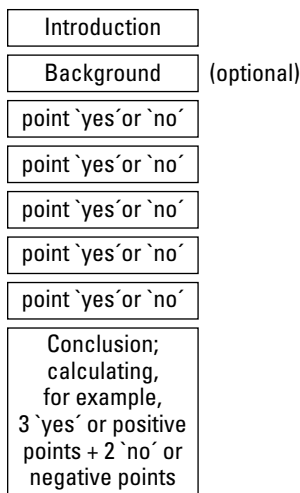 Introduction
Background (optional)
point `yes´or `no´
point `yes´or `no´
point `yes´or `no´
point `yes´or `no´
point `yes´or `no´
Conclusion;
calculating,
for example,
3 `yes´ or positive
points + 2 `no´ or
negative points